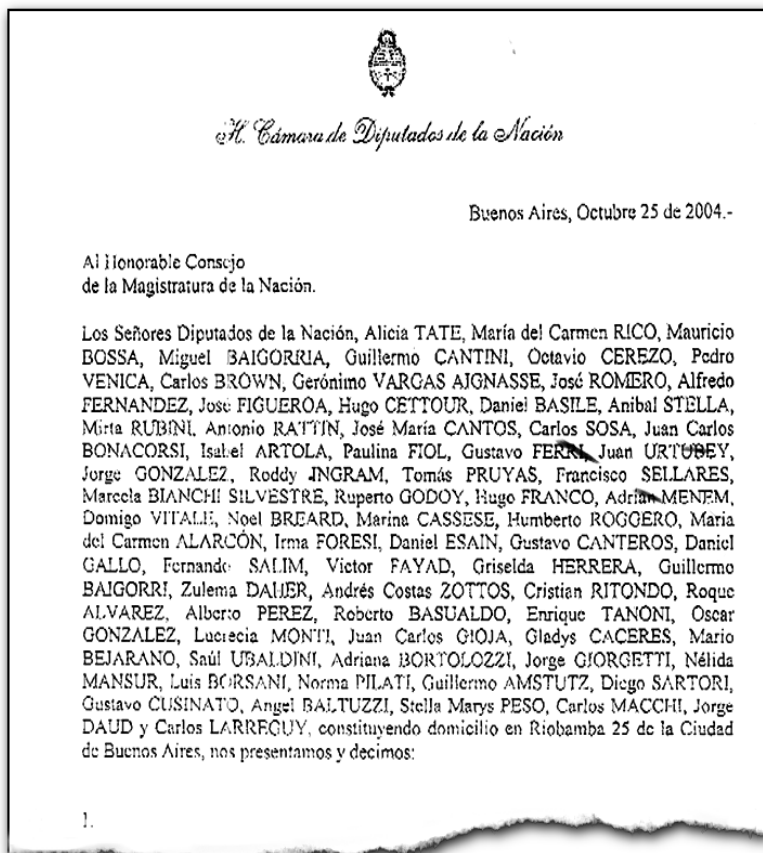 H. Cámara de Diputados de la Nación
Buenos Aires, Octubre 25 de 2004.-
Al Honorable Consejo
de la Magistratura de la Nación.
Los Señores Diputados de la Nación, Alicia TATE, María del Carmen RICO, Mauricio
BOSSA, Miguel BAIGORRIA, Guillermo CANTINI, Octavio CEREZO, Pedro
VENICA, Carlos BROWN, Gerónimo VARGAS AIGNASSE, José ROMERO, Alfredo
FERNANDEZ, José FIGUEROA, Hugo CETTOUR, Daniel BASILE, Anibal STELLA,
Mirta RUBINI, Antonio RATTIN, José María CANTOS, Carlos SOSA, Juan Carlos
BONACORSI, Isabel ARTOLA, Paulina FIOL, Gustavo FERRI, Juan URTUBEY,
Jorge GONZALEZ, Roddy INGRAM, Tomás PRUYAS, Francisco SELLARES,
Marcela BIANCHI SILVESTRE, Ruperto GODOY, Hugo FRANCO, Adrian MENEM,
Domigo VITALE, Noel BREARD, Marina CASSESE, Humberto ROGGERO, Maria
del Carmen ALARCÓN, Irma FORESI, Daniel ESAIN, Gustavo CANTEROS, Daniel
GALLO, Fernando SALIM, Victor FAYAD, Griselda HERRERA, Guillermo
BAIGORRI, Zulema DAHER, Andrés Costas ZOTTOS, Cristian RITONDO, Roque
ALVAREZ, Alberto PEREZ, Roberto BASUALDO, Enrique TANONI, Oscar
GONZALEZ, Lucrecia MONTI, Juan Carlos GIOJA, Gladys CACERES, Mario
BEJARANO, Saúl UBALDINI, Adriana BORTOLOZZI, Jorge GIORGETTI, Nélida
MANSUR, Luis BORSANI, Norma PILATI, Guillermo AMSTUTZ, Diego SARTORI,
Gustavo CUSINATO, Angel BALTUZZI, Stella Marys PESO, Carlos MACCHI, Jorge
DAUD y Carlos LARREGUY, constituyendo domicilio en Riobamba 25 de la Ciudad
de Buenos Aires, nos presentamos y decimos:
1.